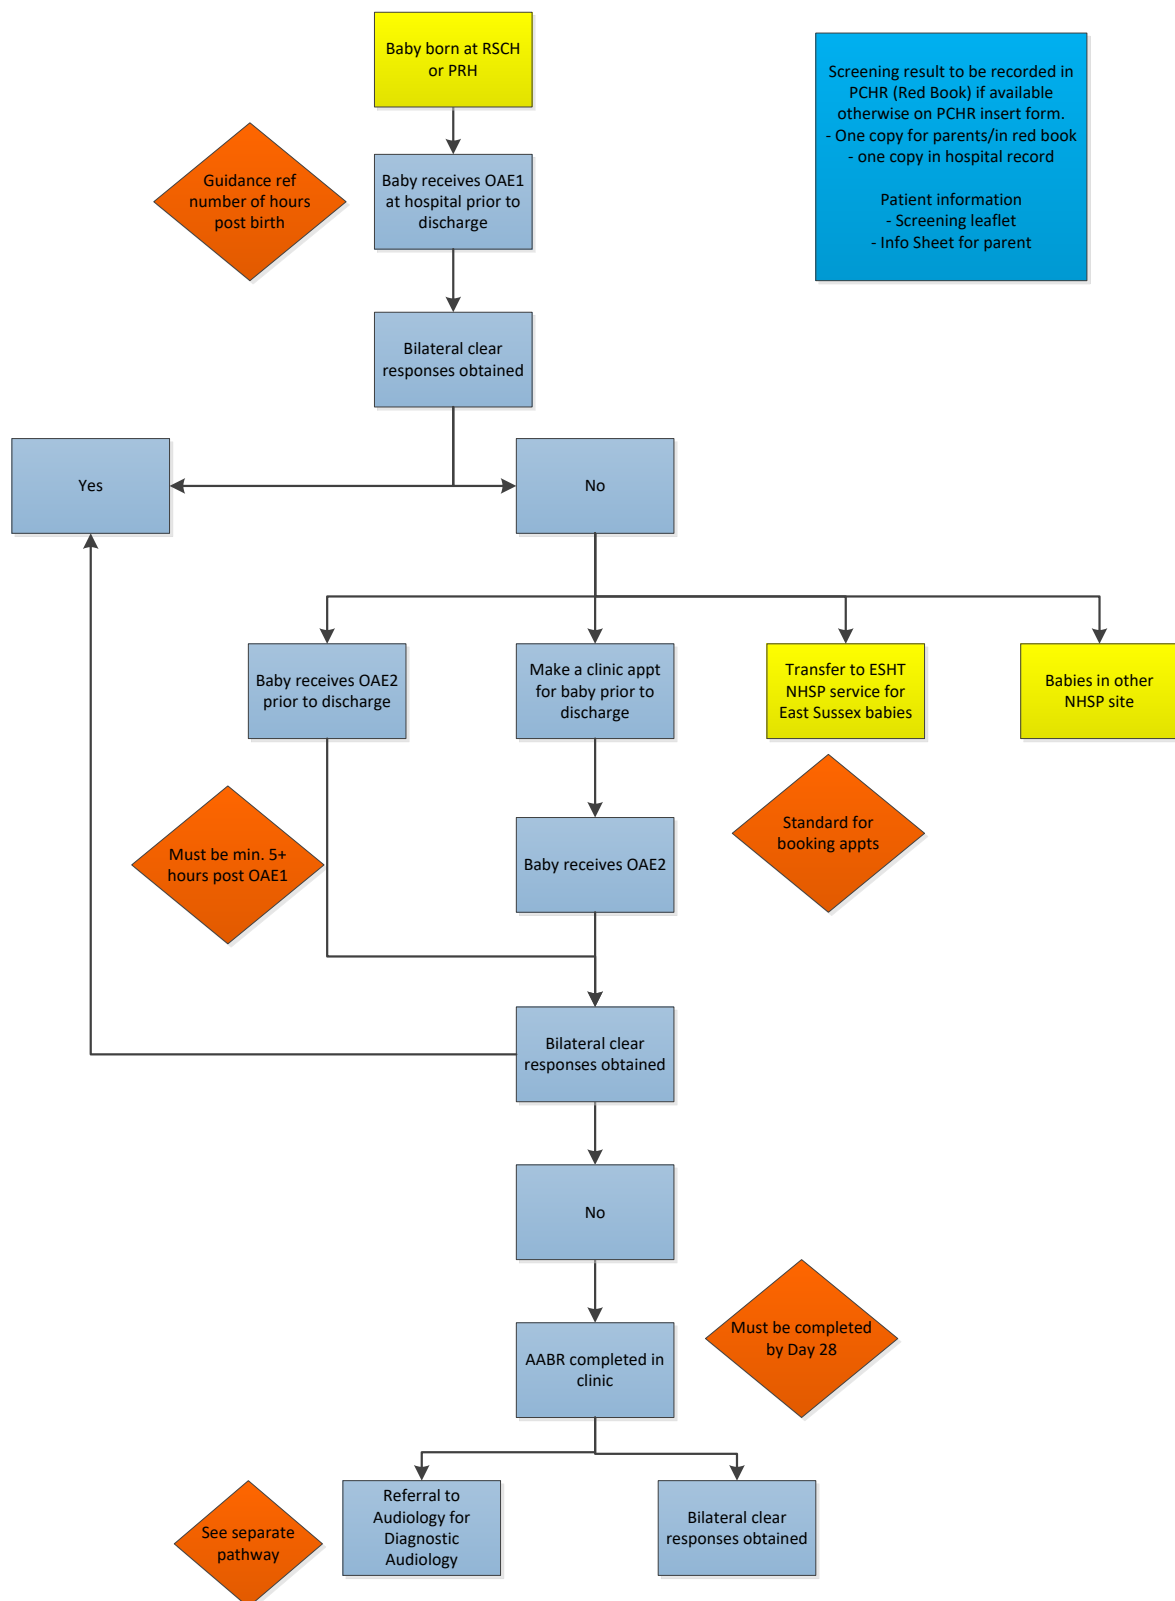 Baby born at RSCH
or PRH
Screening result to be recorded in
PCHR (Red Book) if available
otherwise on PCHR insert form.
- One copy for parents/in red book
- one copy in hospital record
Patient information
- Screening leaflet
- Info Sheet for parent
Guidance ref
number of hours
post birth
Baby receives OAE1
at hospital prior to
discharge
Bilateral clear
responses obtained
Yes
No
Baby receives OAE2
prior to discharge
Make a clinic appt
for baby prior to
discharge
Transfer to ESHT
NHSP service for
East Sussex babies
Babies in other
NHSP site
Must be min. 5+
hours post OAE1
Baby receives OAE2
Standard for
booking appts
Bilateral clear
responses obtained
No
AABR completed in
clinic
Must be completed
by Day 28
See separate
pathway
Referral to
Audiology for
Diagnostic
Audiology
Bilateral clear
responses obtained